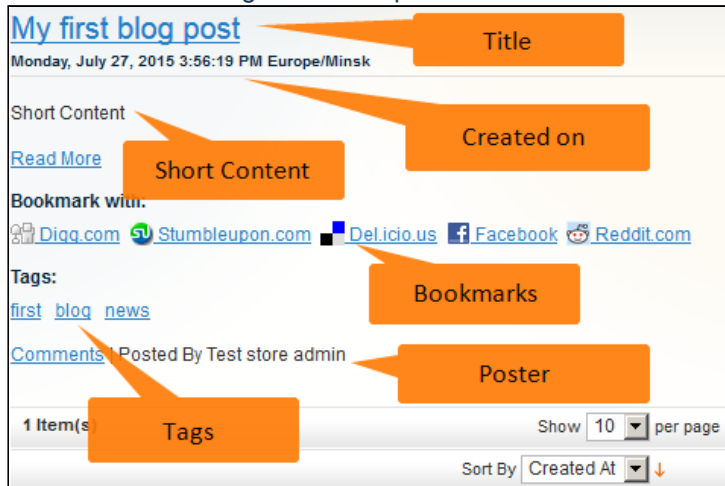 My first blog post
Title
Monday, July 27, 2015 3:56:19 PM Europe/Minsk
Short Content
Created on
Read More
Short Content
Bookmark with:
Digg.com Stumbleupon.com Del.icio.us Facebook Reddit.com
Tags:
Bookmarks
first blog news
Comments | Posted By Test store admin
Poster
1 Item(s)
Tags
Show 10 per page
Sort By Created At